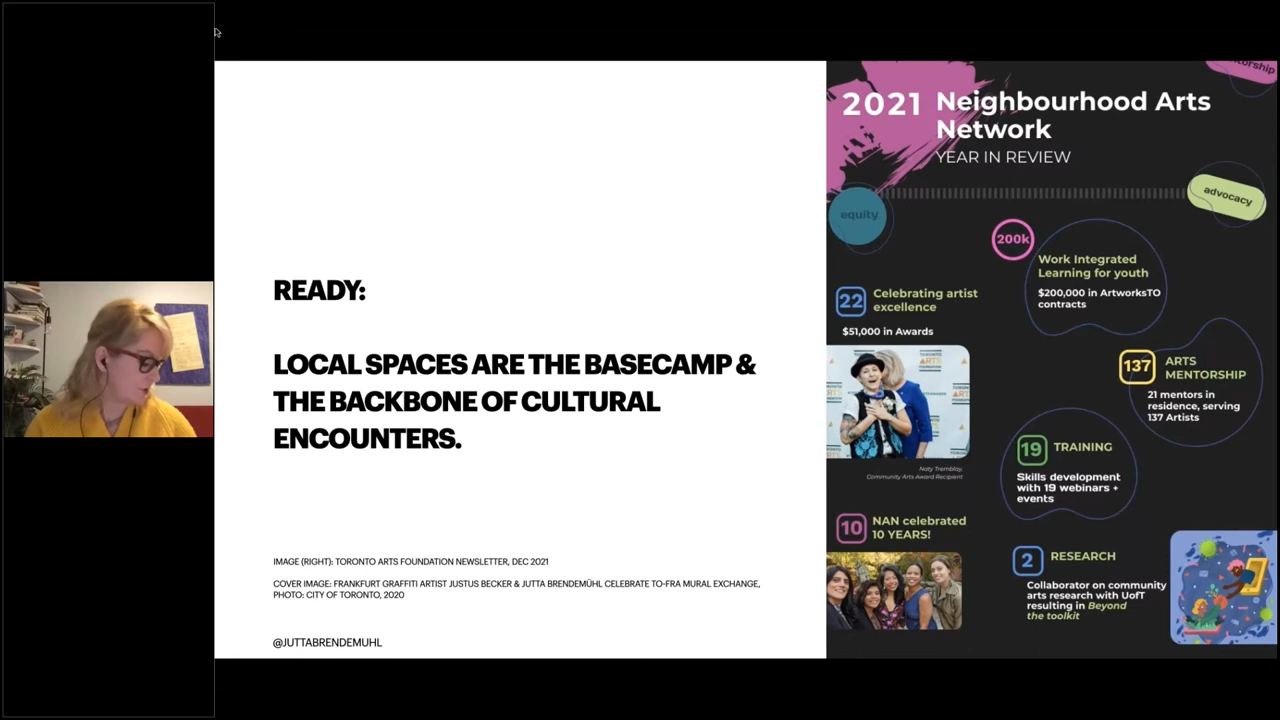 READY:
LOCAL SPACES ARE THE BASECAMP &
THE BACKBONE OF CULTURAL
ENCOUNTERS.
IMAGE (RIGHT): TORONTO ARTS FOUNDATION NEWSLETTER, DEC 2021
COVER IMAGE: FRANKFURT GRAFFITI ARTIST JUSTUS BECKER & JUTTA BRENDEMÜHL CELEBRATE TO-FRA MURAL EXCHANGE,
PHOTO: CITY OF TORONTO, 2020
@JUTTABRENDEMUHL
torship
2021 Neighbourhood Arts
Network
YEAR IN REVIEW
equity
advocacy
200k
Work Integrated
Learning for youth
$200,000 in ArtworksTO
contracts
22
Celebrating artist
excellence
$51,000 in Awards
137
ARTS
MENTORSHIP
21 mentors in
residence, serving
137 Artists
TORONTO
ARTS
FOUNDATION
Naty Tremblay,
Community Arts Award Recipient
19
TRAINING
Skills development
with 19 webinars +
events
10
NAN celebrated
10 YEARS!
2
RESEARCH
Collaborator on community
arts research with UofT
resulting in Beyond
the toolkit